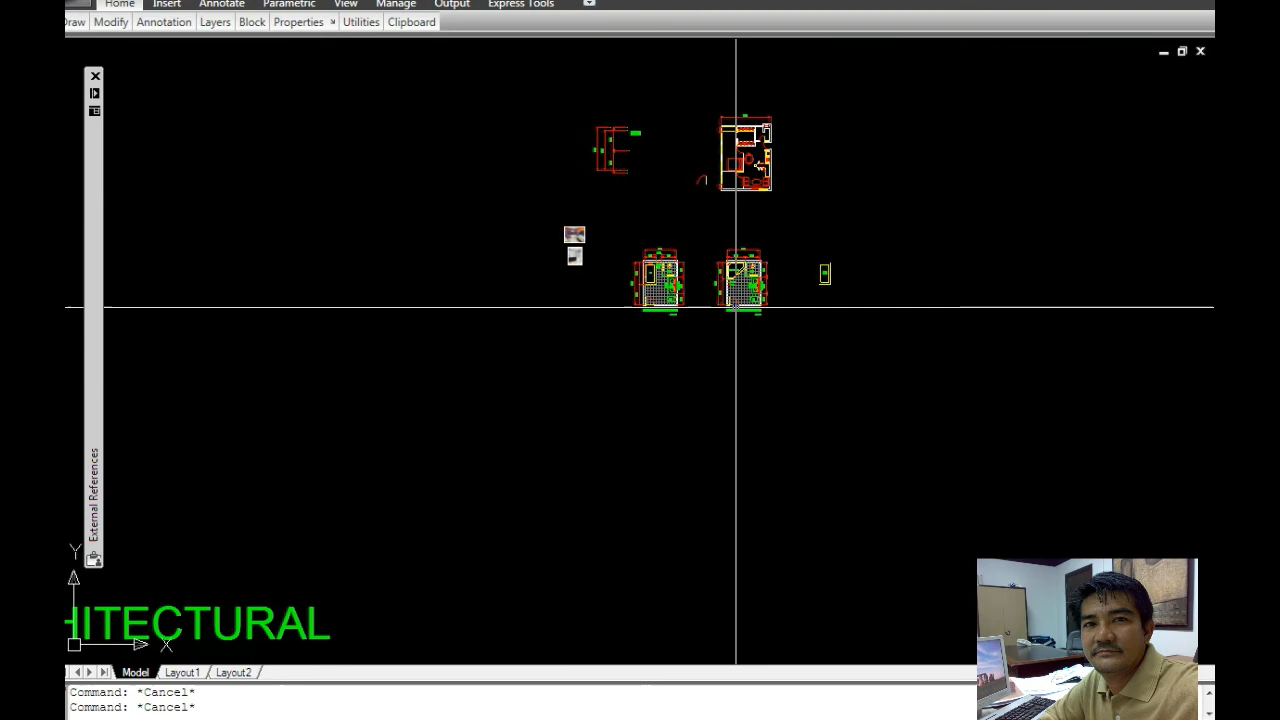 Home Insert Annotate Parametric View Manage Output Express Tools
Draw Modify Annotation Layers Block Properties Utilities Clipboard
External References
Y
HITECTURAL
X
Model Layout1 Layout2
Command: *Cancel*
Command: *Cancel*